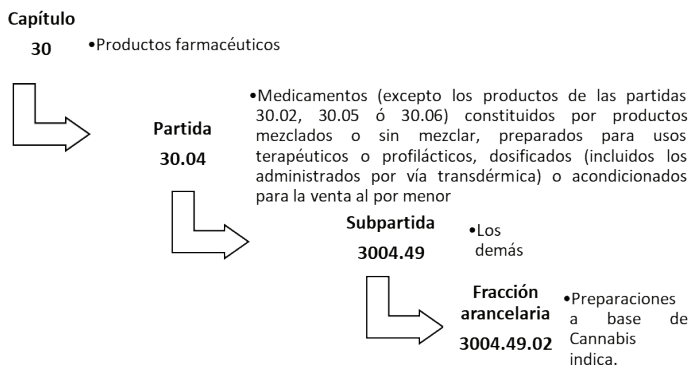 Capítulo
30
•Productos farmacéuticos
Partida
30.04
•Medicamentos (excepto los productos de las partidas
30.02, 30.05 ó 30.06) constituidos por productos
mezclados o sin mezclar, preparados para usos
terapéuticos o profilácticos, dosificados (incluidos los
administrados por vía transdérmica) o acondicionados
para la venta al por menor
Subpartida
3004.49
•Los
demás
Fracción
arancelaria
3004.49.02
•Preparaciones
a base de
Cannabis
indica.